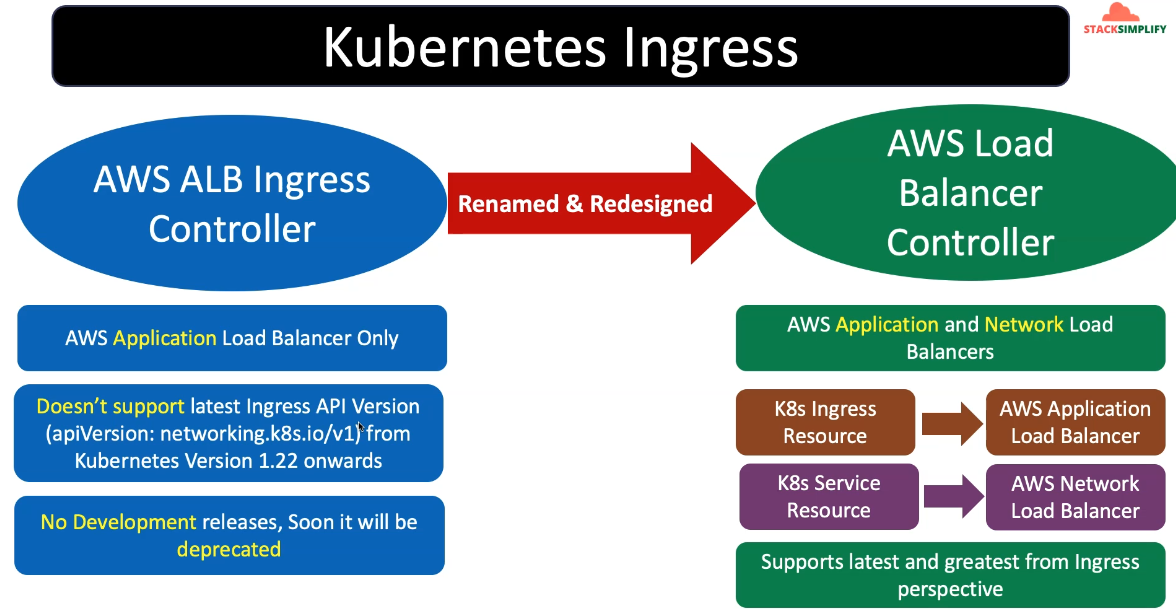 Kubernetes Ingress
STACKSIMPLIFY
AWS ALB Ingress
Controller
Renamed & Redesigned
AWS Load
Balancer
Controller
AWS Application Load Balancer Only
Doesn't support latest Ingress API Version
(apiVersion: networking.k8s.io/v1) from
Kubernetes Version 1.22 onwards
No Development releases, Soon it will be
deprecated
AWS Application and Network Load
Balancers
K8s Ingress
Resource
AWS Application
Load Balancer
K8s Service
Resource
AWS Network
Load Balancer
Supports latest and greatest from Ingress
perspective